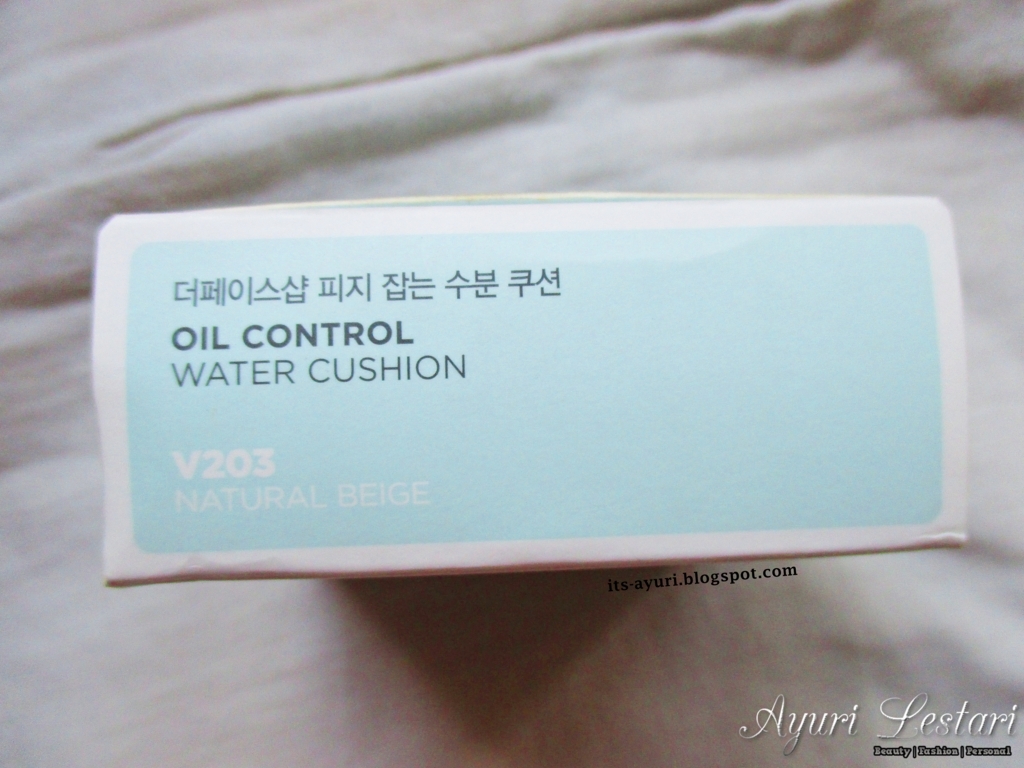 더페이스샵 피지 잡는 수분 쿠션
OIL CONTROL
WATER CUSHION
V203
NATURAL BEIGE
its-ayuri.blogspot.com
Ayuri Lestari
Beauty | Fashion | Personal